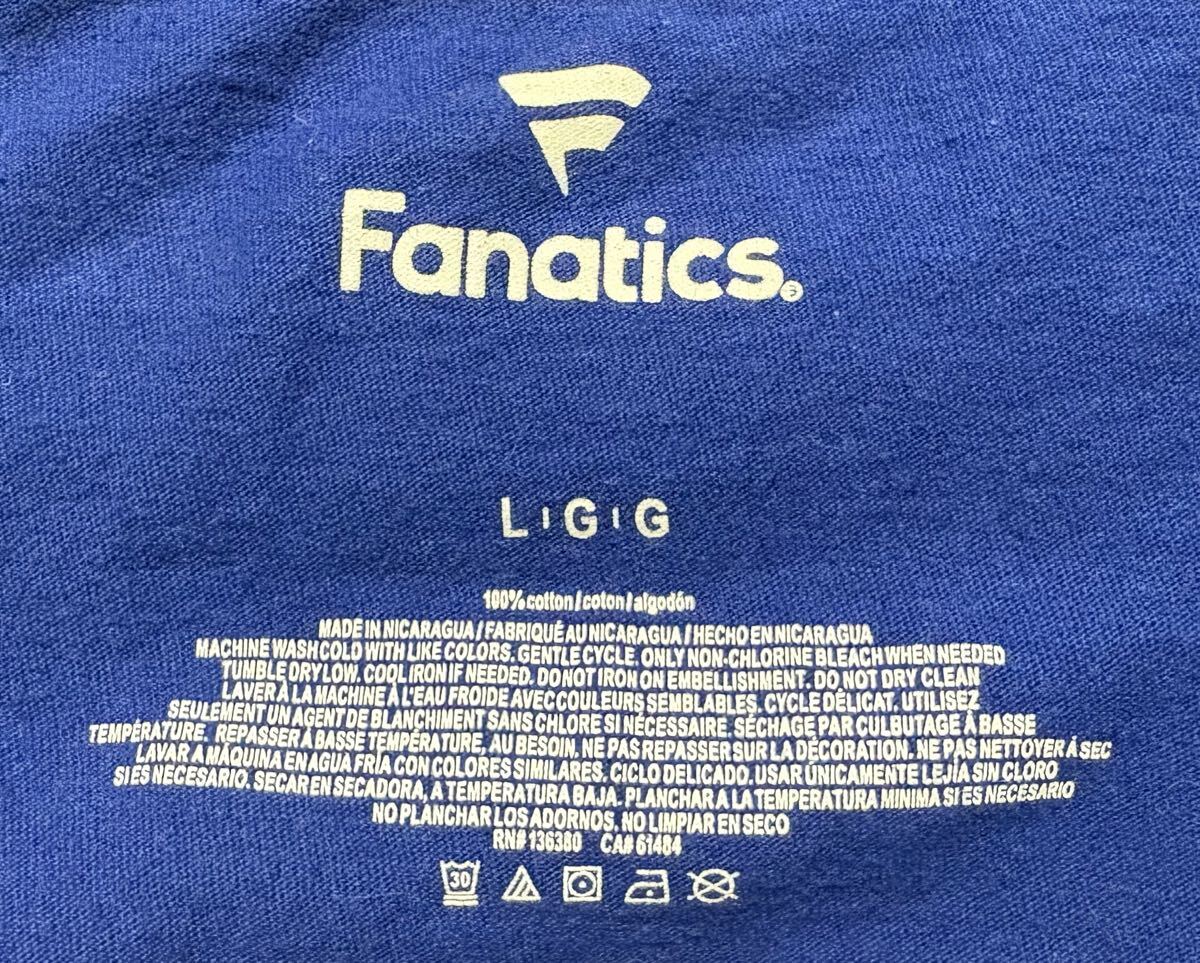 Fanatics.
L | G | G
100% cotton / coton / algodón
MADE IN NICARAGUA / FABRIQUÉ AU NICARAGUA / HECHO EN NICARAGUA
MACHINE WASH COLD WITH LIKE COLORS. GENTLE CYCLE. ONLY NON-CHLORINE BLEACH WHEN NEEDED
TUMBLE DRY LOW. COOL IRON IF NEEDED. DO NOT IRON ON EMBELLISHMENT. DO NOT DRY CLEAN
LAVER À LA MACHINE À L'EAU FROIDE AVEC COULEURS SEMBLABLES. CYCLE DÉLICAT. UTILISEZ
SEULEMENT UN AGENT DE BLANCHIMENT SANS CHLORE SI NÉCESSAIRE. SÉCHAGE PAR CULBUTAGE À BASSE
TEMPÉRATURE. REPASSER À BASSE TEMPÉRATURE. AU BESOIN. NE PAS REPASSER SUR LA DÉCORATION. NE PAS NETTOYER À SEC
LAVAR A MÁQUINA EN AGUA FRÍA CON COLORES SIMILARES. CICLO DELICADO. USAR ÚNICAMENTE LEJÍA SIN CLORO
SI ES NECESARIO. SECAR EN SECADORA, A TEMPERATURA BAJA. PLANCHAR A LA TEMPERATURA MINIMA SI ES NECESARIO
NO PLANCHAR LOS ADORNOS. NO LIMPIAR EN SECO
RN# 136380 CA# 61484
30